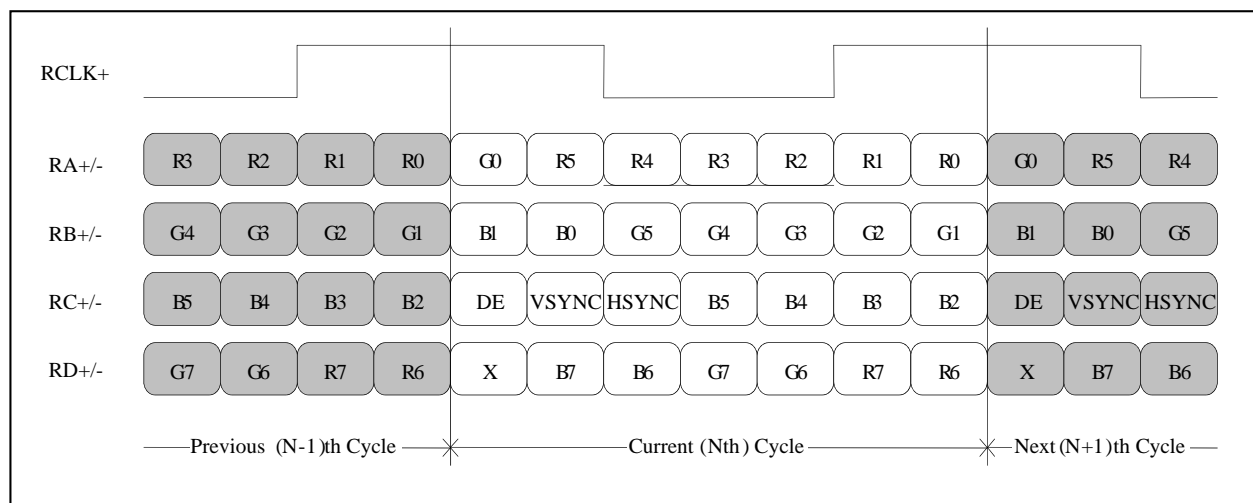 RCLK+
RA+/- R3 R2 R1 R0 G0 R5 R4 R3 R2 R1 R0 G0 R5 R4
RB+/- G4 G3 G2 G1 B1 B0 G5 G4 G3 G2 G1 B1 B0 G5
RC+/- B5 B4 B3 B2 DE VSYNC HSYNC B5 B4 B3 B2 DE VSYNC HSYNC
RD+/- G7 G6 R7 R6 X B7 B6 G7 G6 R7 R6 X B7 B6
Previous (N-1)th Cycle Current (Nth) Cycle Next (N+1)th Cycle